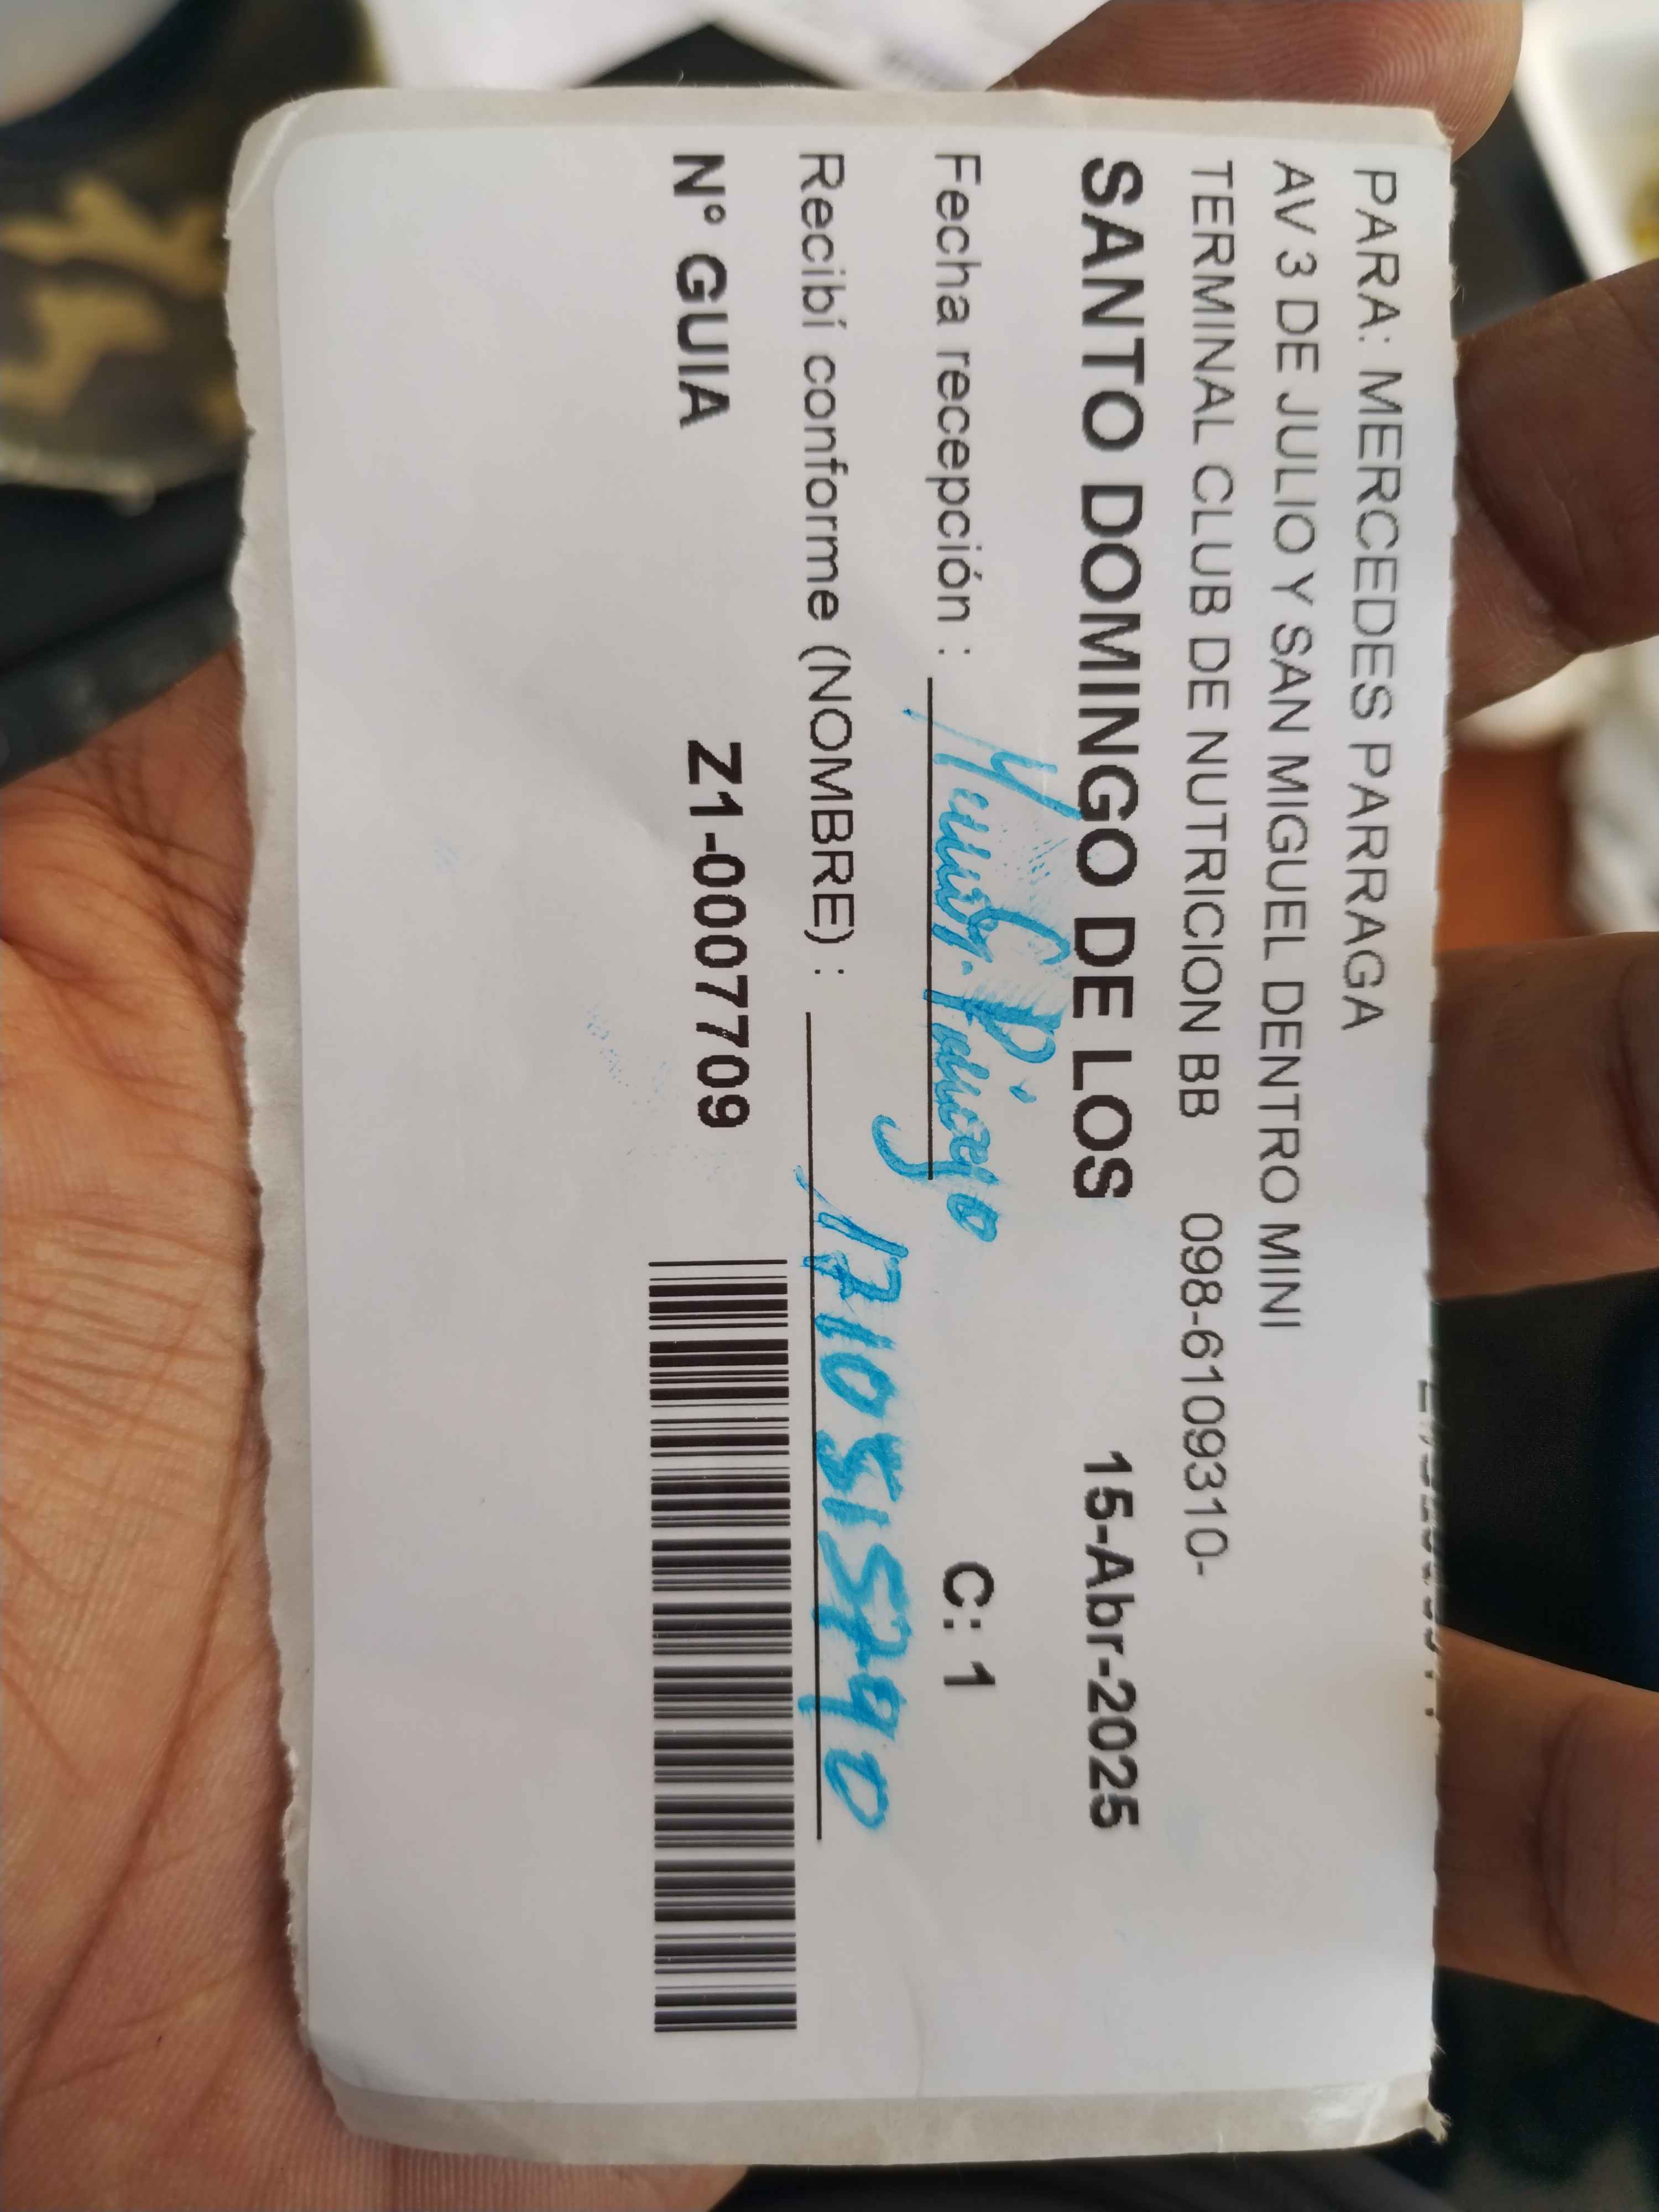 PARA: MERCEDES PARRAGA
AV 3 DE JULIO Y SAN MIGUEL DENTRO MINI
TERMINAL CLUB DE NUTRICION BB 098-6109310-
SANTO DOMINGO DE LOS 15-Abr-2025
Fecha recepción : C: 1
Recibí conforme (NOMBRE) : 1710515790
N° GUIA Z1-0007709